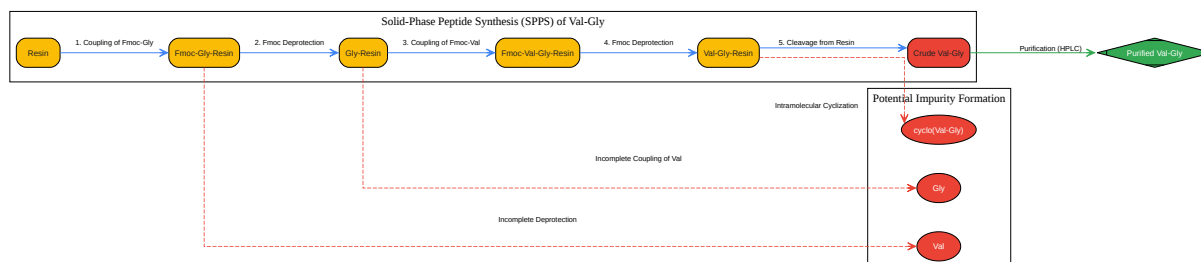 Solid-Phase Peptide Synthesis (SPPS) of Val-Gly
Resin
1. Coupling of Fmoc-Gly
Fmoc-Gly-Resin
2. Fmoc Deprotection
Gly-Resin
3. Coupling of Fmoc-Val
Fmoc-Val-Gly-Resin
4. Fmoc Deprotection
Val-Gly-Resin
5. Cleavage from Resin
Crude Val-Gly
Purification (HPLC)
Purified Val-Gly
Potential Impurity Formation
Intramolecular Cyclization
cyclo(Val-Gly)
Incomplete Coupling of Val
Gly
Incomplete Deprotection
Val